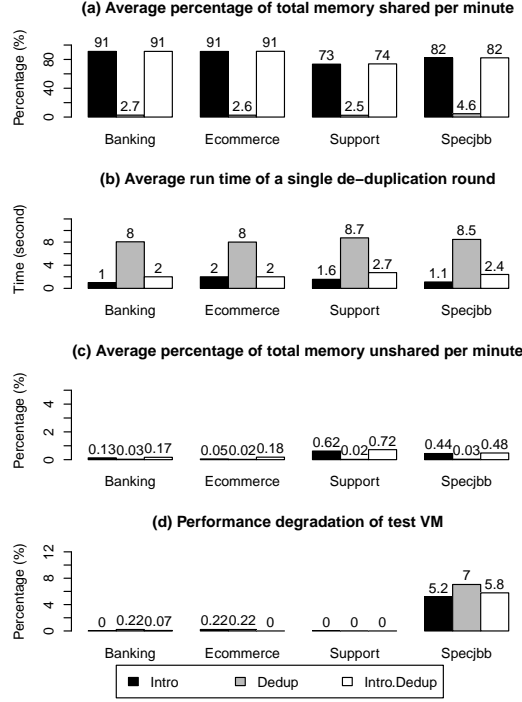 (a) Average percentage of total memory shared per minute
Percentage (%)
0 40 80
91 2.7 91 91 2.6 91 73 2.5 74 82 4.6 82
Banking Ecommerce Support Specjbb
(b) Average run time of a single de−duplication round
Time (second)
0 4 8
1 8 2 2 8 2 1.6 8.7 2.7 1.1 8.5 2.4
Banking Ecommerce Support Specjbb
(c) Average percentage of total memory unshared per minute
Percentage (%)
0 2 4
0.13 0.03 0.17 0.05 0.02 0.18 0.62 0.02 0.72 0.44 0.03 0.48
Banking Ecommerce Support Specjbb
(d) Performance degradation of test VM
Percentage (%)
0 4 8 12
0 0.22 0.07 0.22 0.22 0 0 0 0 5.2 7 5.8
Banking Ecommerce Support Specjbb
Intro Dedup Intro.Dedup